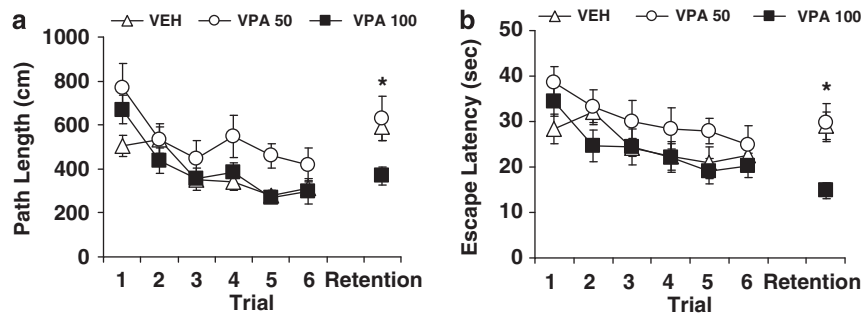 a
VEH VPA 50 VPA 100
Path Length (cm)
1000
800
600
400
200
0
*
1 2 3 4 5 6 Retention
Trial
b
VEH VPA 50 VPA 100
Escape Latency (sec)
50
40
30
20
10
0
*
1 2 3 4 5 6 Retention
Trial